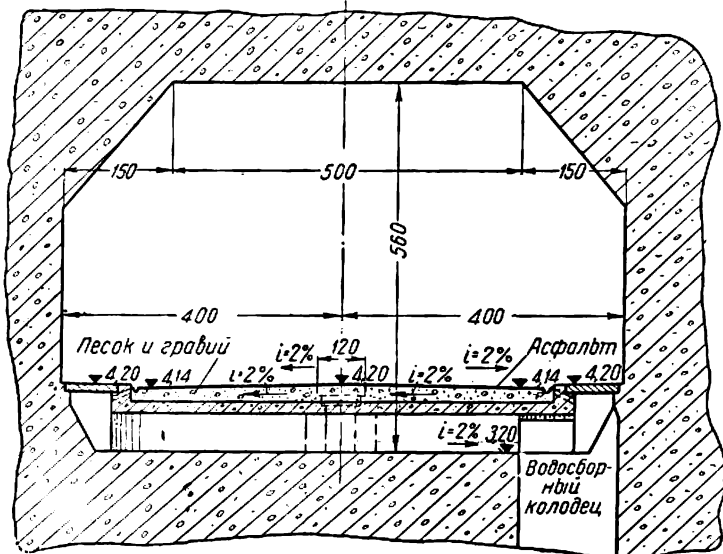 150
500
150
560
400
400
Песок и гравий
i=2%
120
i=2%
Асфальт
4,20
4,14
i=2%
4,20
i=2%
4,14
4,20
i=2%
3,20
Водосбор-
ный
колодец